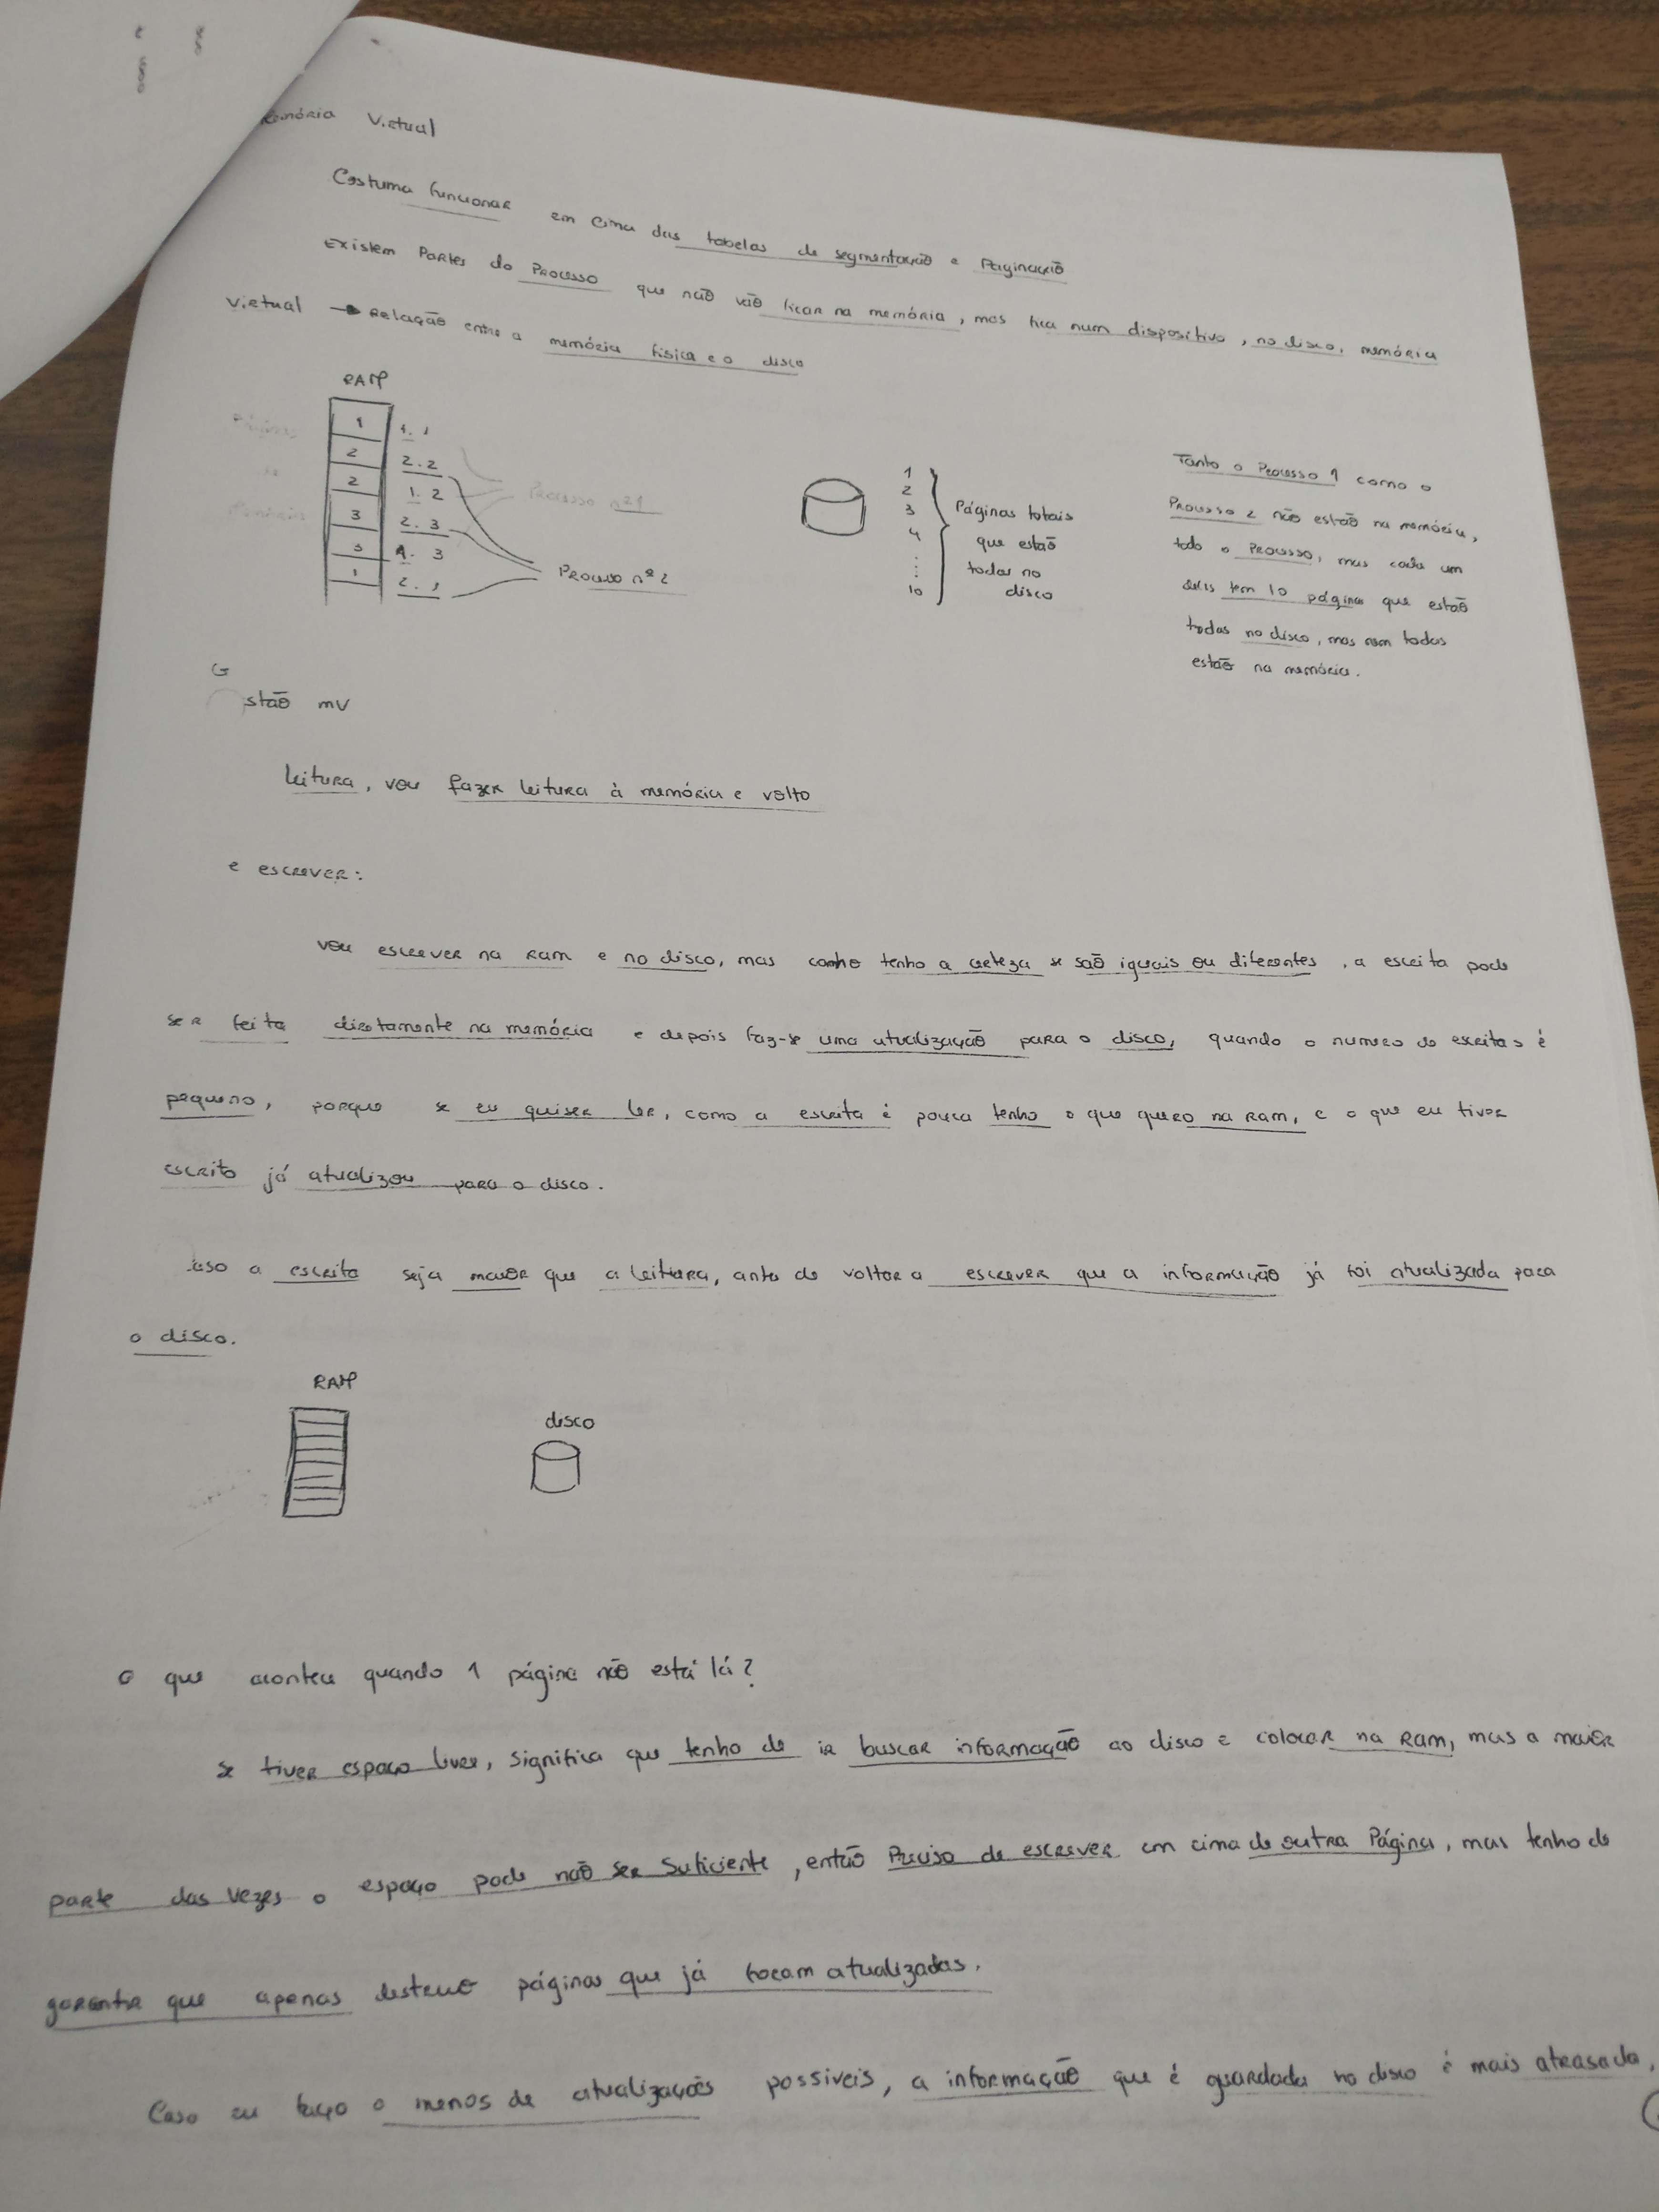 emória Virtual
Costuma funcionar em cima das tabelas de segmentação e Paginação
Existem Partes do Processo que não vão ficar na memória, mas fica num dispositivo, no disco, memória
Virtual → Relação entre a memória física e o disco
RAM
1 1.1
2 2.2
2 1.2
3 2.3
3 1.3
1 2.1
Páginas
Processo nº1
Processo nº2
1
2
3
4
⋮
10
Páginas totais
que estão
todas no
disco
Tanto o Processo 1 como o
Processo 2 não estão na memória,
todo o Processo, mas cada um
deles tem 10 páginas que estão
todas no disco, mas nem todas
estão na memória.
G
stão mV
leitura, vou fazer leitura à memória e volto
e escrever:
vou escrever na Ram e no disco, mas como tenho a certeza se são iguais ou diferentes, a escrita pode
ser feita diretamente na memória e depois faz-se uma atualização para o disco, quando o numero de escritas é
pequeno, porque se eu quiser ler, como a escrita é pouca tenho o que quero na Ram, e o que eu tiver
escrito já atualizou para o disco.
aso a escrita seja maior que a leitura, antes de voltar a escrever que a informação já foi atualizada para
o disco.
RAM
disco
O que acontece quando 1 página não está lá?
se tiver espaço livre, significa que tenho de ir buscar informação ao disco e colocar na Ram, mas a maior
parte das vezes o espaço pode não ser suficiente, então Preciso de escrever em cima de outra Página, mas tenho de
garantir que apenas destruo páginas que já foram atualizadas.
Caso eu faço o menos de atualizações possiveis, a informação que é guardada no disco é mais atrasada,